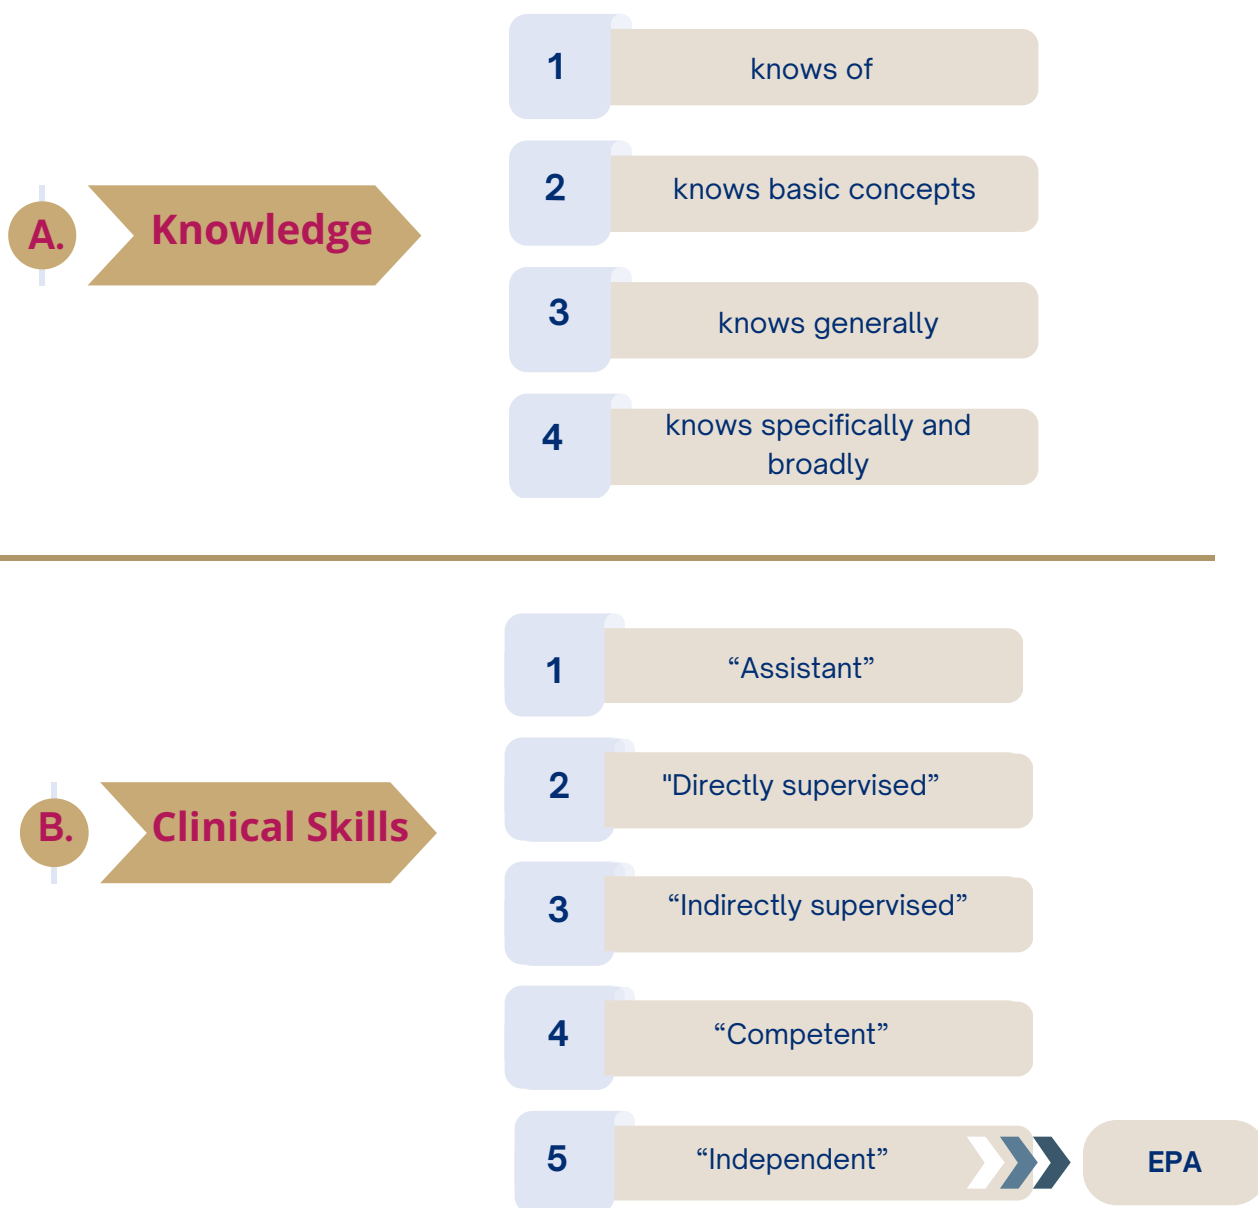 A.
Knowledge
1
knows of
2
knows basic concepts
3
knows generally
4
knows specifically and
broadly
B.
Clinical Skills
1
“Assistant”
2
"Directly supervised”
3
“Indirectly supervised”
4
“Competent”
5
“Independent”
EPA